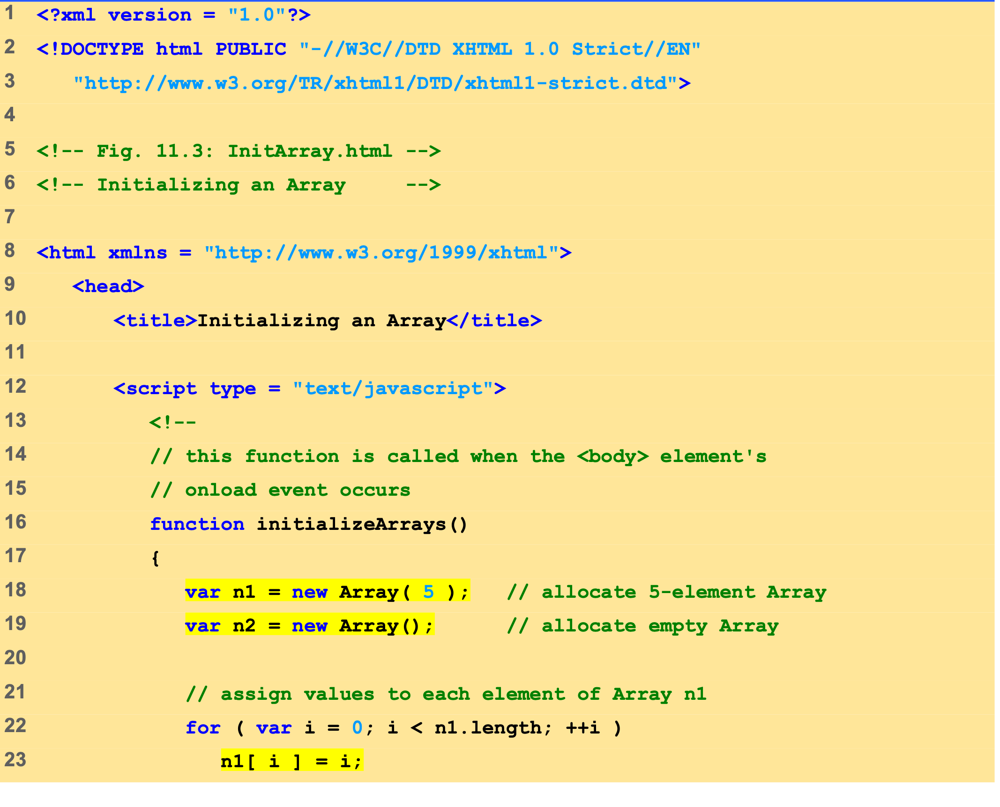 1 <?xml version = "1.0"?>
2 <!DOCTYPE html PUBLIC "-//W3C//DTD XHTML 1.0 Strict//EN"
3    "http://www.w3.org/TR/xhtml1/DTD/xhtml1-strict.dtd">
4
5 <!-- Fig. 11.3: InitArray.html -->
6 <!-- Initializing an Array     -->
7
8 <html xmlns = "http://www.w3.org/1999/xhtml">
9    <head>
10       <title>Initializing an Array</title>
11
12       <script type = "text/javascript">
13          <!--
14          // this function is called when the <body> element's
15          // onload event occurs
16          function initializeArrays()
17          {
18             var n1 = new Array( 5 );   // allocate 5-element Array
19             var n2 = new Array();      // allocate empty Array
20
21             // assign values to each element of Array n1
22             for ( var i = 0; i < n1.length; ++i )
23                n1[ i ] = i;